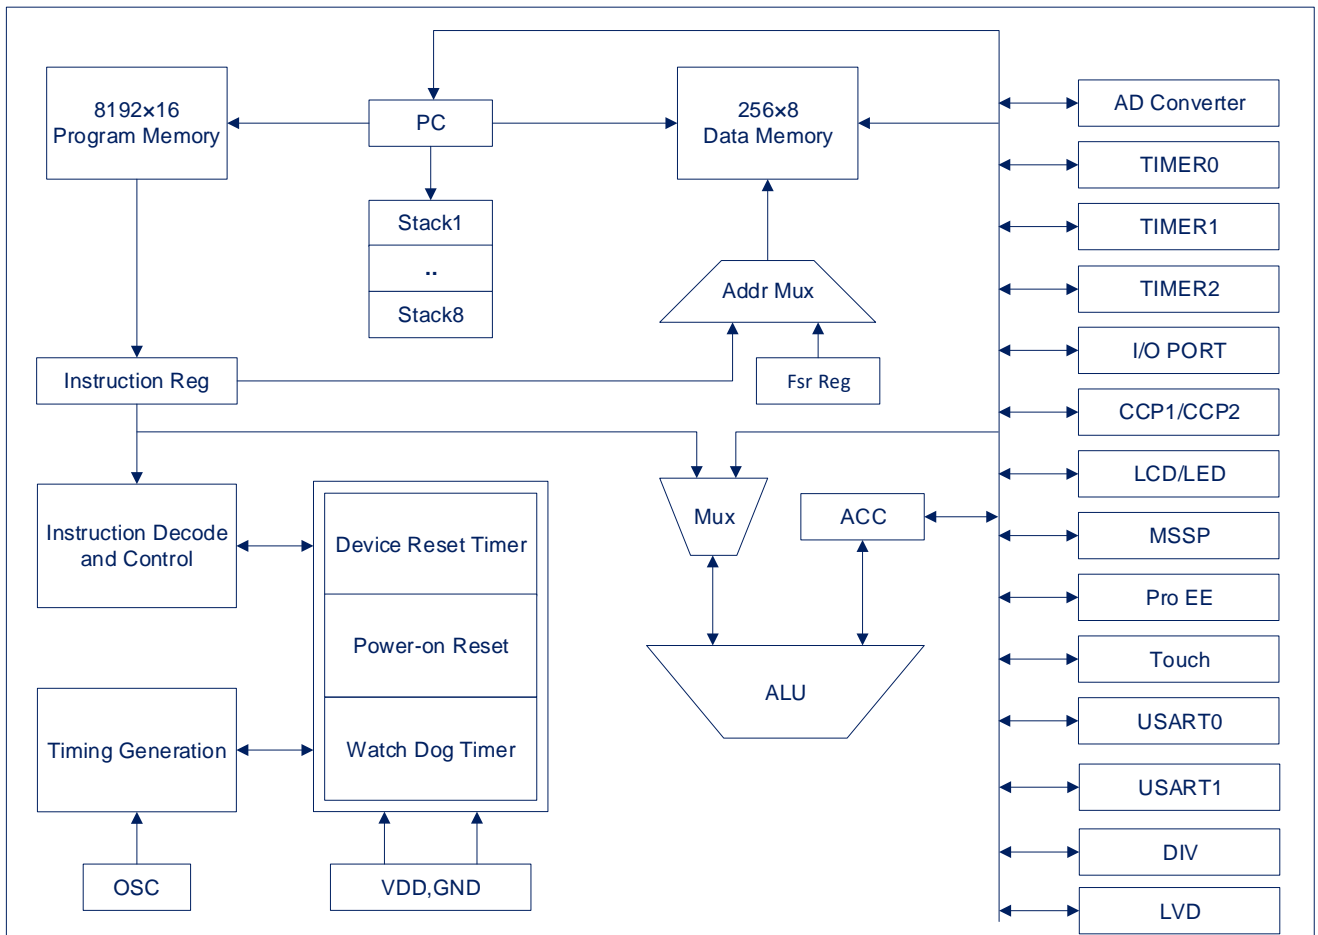 8192×16
Program Memory
PC
256×8
Data Memory
AD Converter
TIMER0
Stack1
TIMER1
..
Addr Mux
TIMER2
Stack8
I/O PORT
Instruction Reg
Fsr Reg
CCP1/CCP2
LCD/LED
Mux
ACC
Instruction Decode
and Control
Device Reset Timer
MSSP
Pro EE
Power-on Reset
Touch
ALU
USART0
Timing Generation
Watch Dog Timer
USART1
DIV
OSC
VDD,GND
LVD